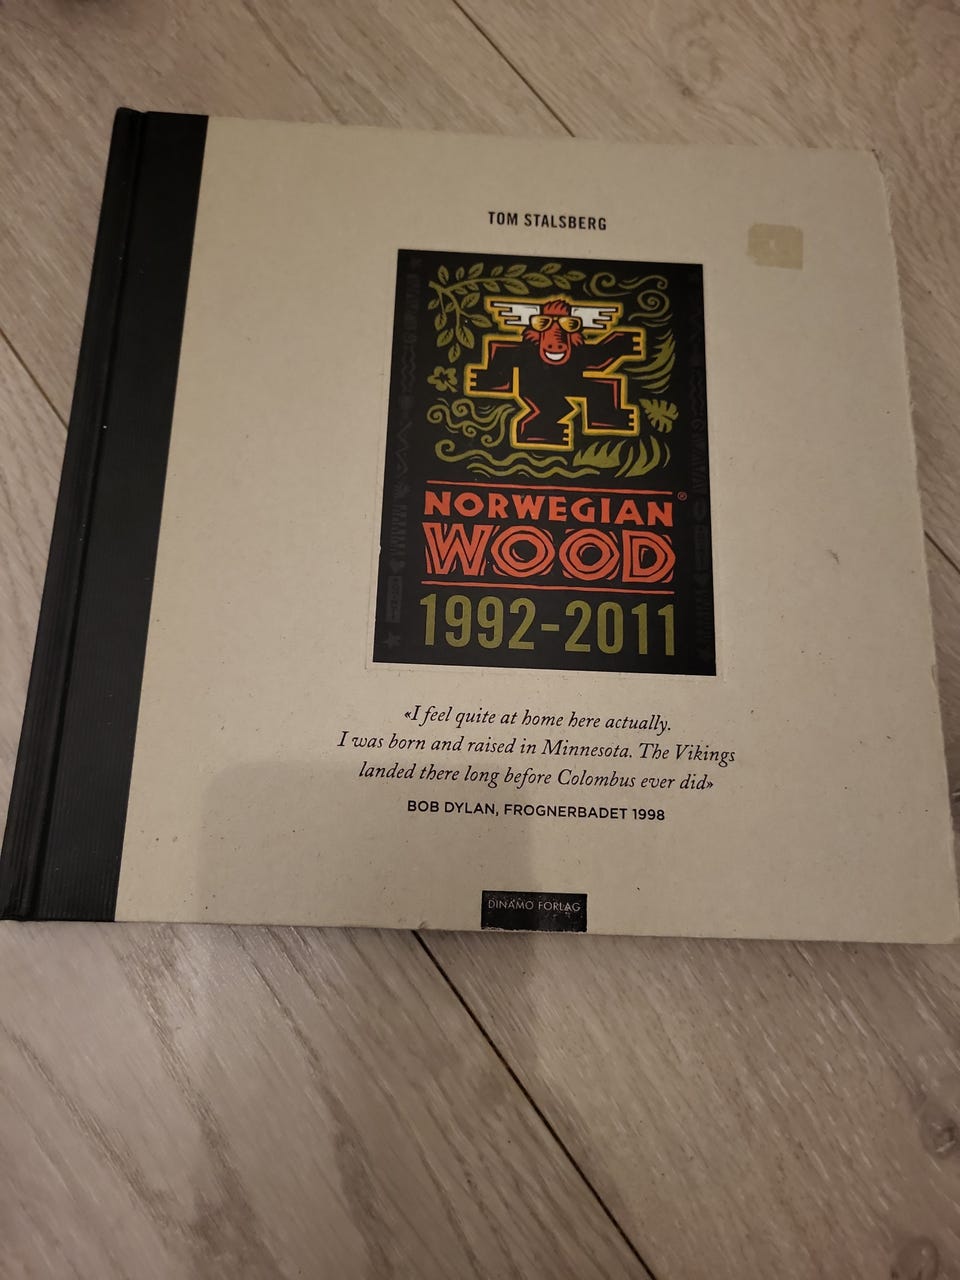 TOM STALSBERG
NORWEGIAN®
WOOD
1992-2011
«I feel quite at home here actually.
I was born and raised in Minnesota. The Vikings
landed there long before Colombus ever did»
BOB DYLAN, FROGNERBADET 1998
DINAMO FORLAG